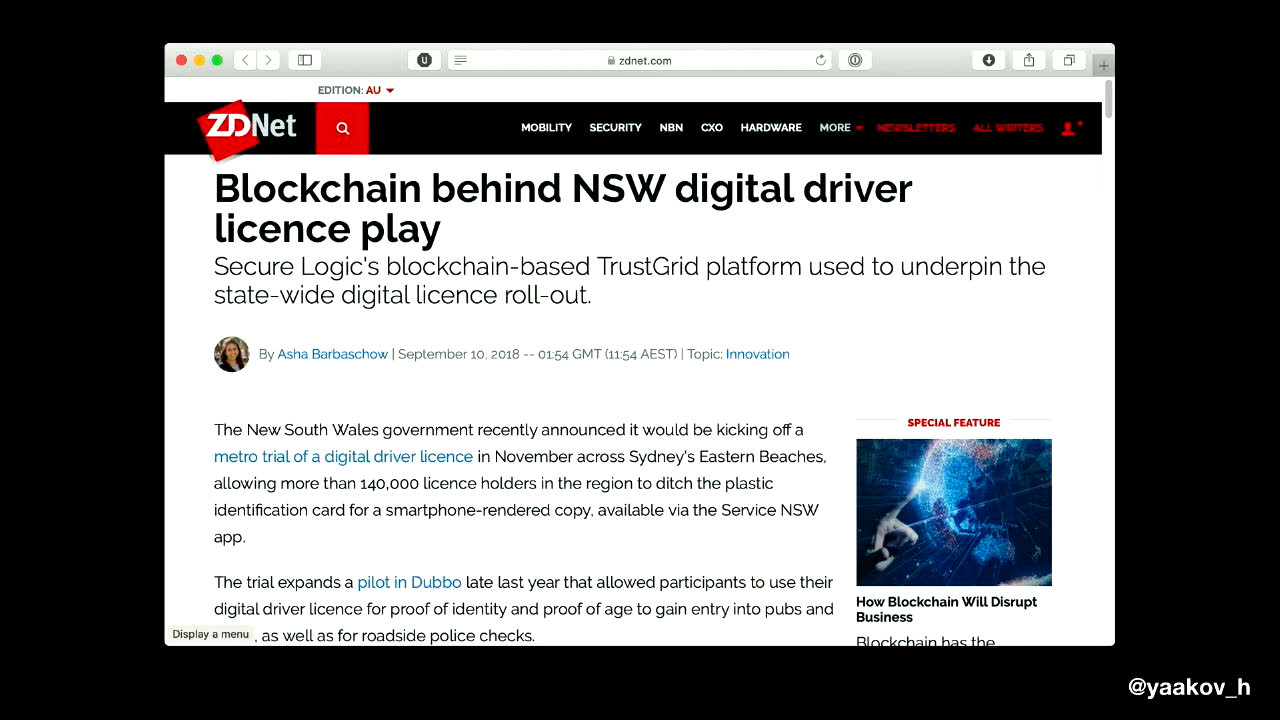 zdnet.com
EDITION: AU
ZDNet
MOBILITY SECURITY NBN CXO HARDWARE MORE NEWSLETTERS ALL WRITERS
Blockchain behind NSW digital driver
licence play
Secure Logic's blockchain-based TrustGrid platform used to underpin the
state-wide digital licence roll-out.
By Asha Barbaschow | September 10, 2018 -- 01:54 GMT (11:54 AEST) | Topic: Innovation
The New South Wales government recently announced it would be kicking off a
metro trial of a digital driver licence in November across Sydney's Eastern Beaches,
allowing more than 140,000 licence holders in the region to ditch the plastic
identification card for a smartphone-rendered copy, available via the Service NSW
app.
The trial expands a pilot in Dubbo late last year that allowed participants to use their
digital driver licence for proof of identity and proof of age to gain entry into pubs and
, as well as for roadside police checks.
Display a menu
SPECIAL FEATURE
How Blockchain Will Disrupt
Business
Blockchain has the
@yaakov_h